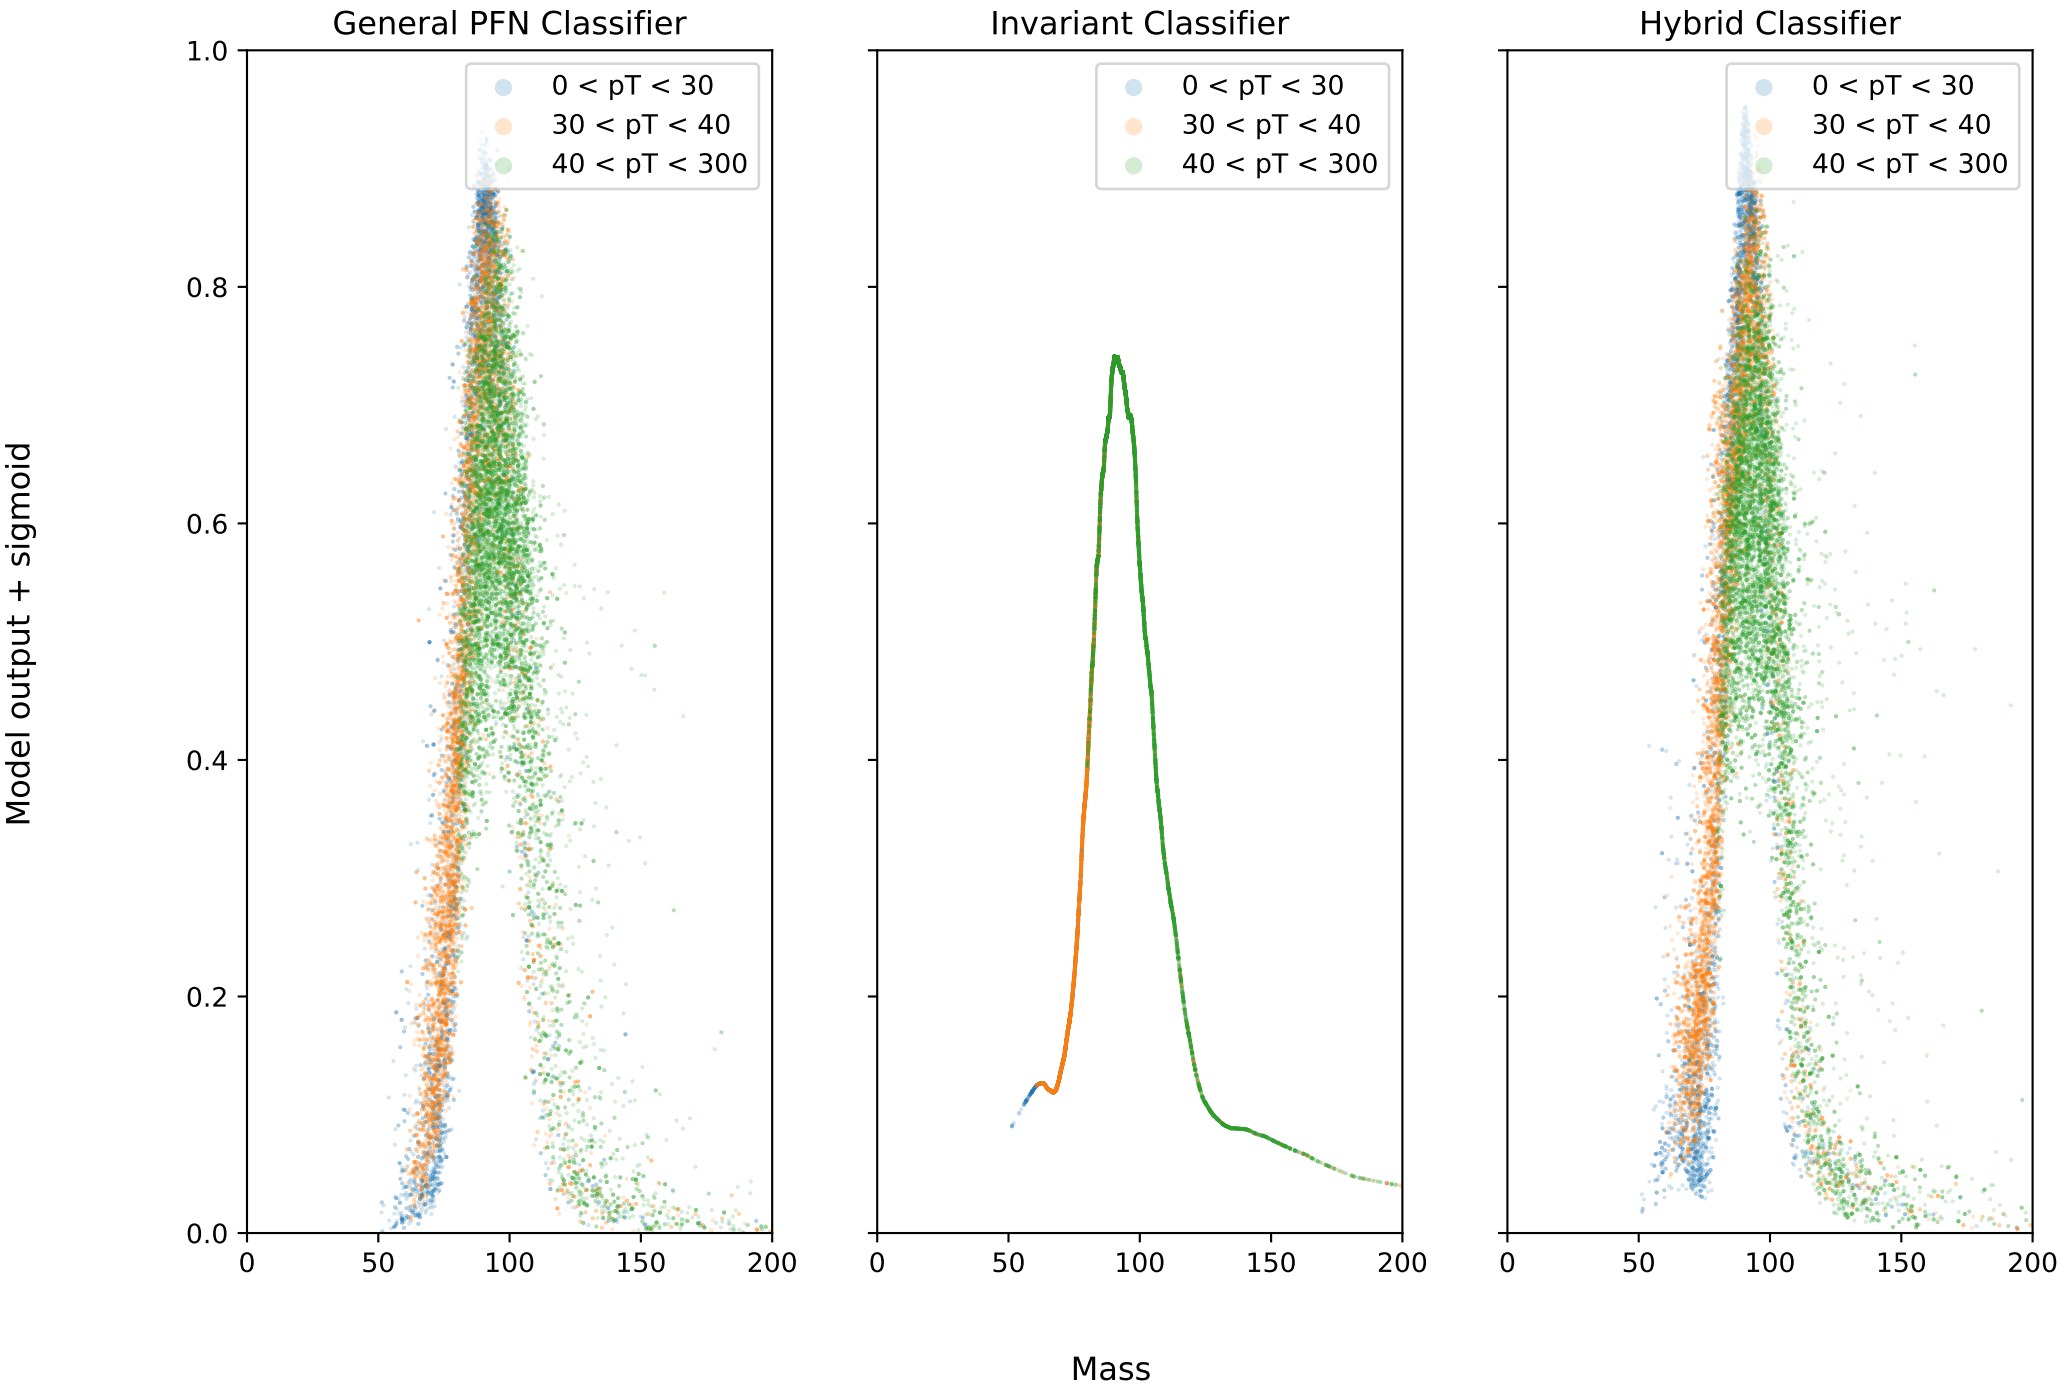 General PFN Classifier
Invariant Classifier
Hybrid Classifier
Model output + sigmoid
1.0
0.8
0.6
0.4
0.2
0.0
0 < pT < 30
30 < pT < 40
40 < pT < 300
0 < pT < 30
30 < pT < 40
40 < pT < 300
0 < pT < 30
30 < pT < 40
40 < pT < 300
0 50 100 150 200
0 50 100 150 200
0 50 100 150 200
Mass